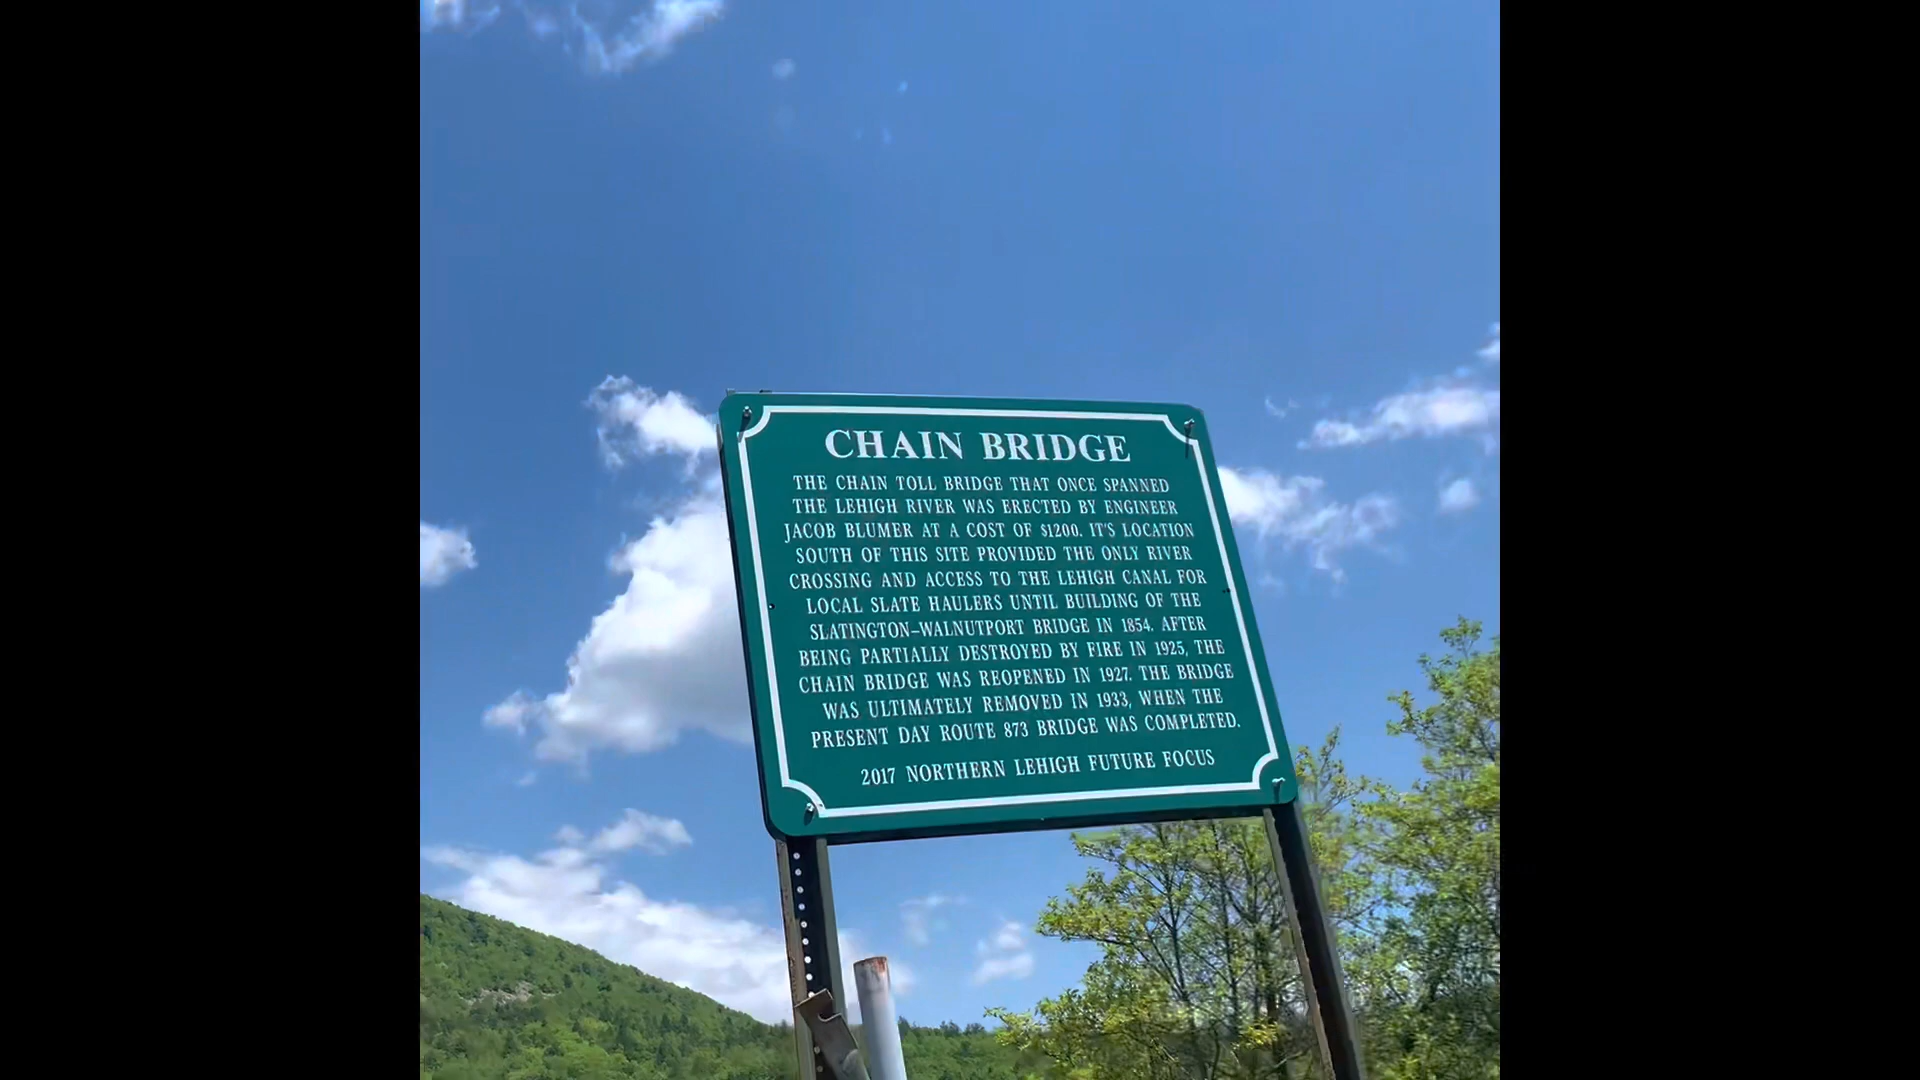 CHAIN BRIDGE
THE CHAIN TOLL BRIDGE THAT ONCE SPANNED
THE LEHIGH RIVER WAS ERECTED BY ENGINEER
JACOB BLUMER AT A COST OF $1200. IT'S LOCATION
SOUTH OF THIS SITE PROVIDED THE ONLY RIVER
CROSSING AND ACCESS TO THE LEHIGH CANAL FOR
LOCAL SLATE HAULERS UNTIL BUILDING OF THE
SLATINGTON–WALNUTPORT BRIDGE IN 1854. AFTER
BEING PARTIALLY DESTROYED BY FIRE IN 1925, THE
CHAIN BRIDGE WAS REOPENED IN 1927. THE BRIDGE
WAS ULTIMATELY REMOVED IN 1933, WHEN THE
PRESENT DAY ROUTE 873 BRIDGE WAS COMPLETED.
2017 NORTHERN LEHIGH FUTURE FOCUS